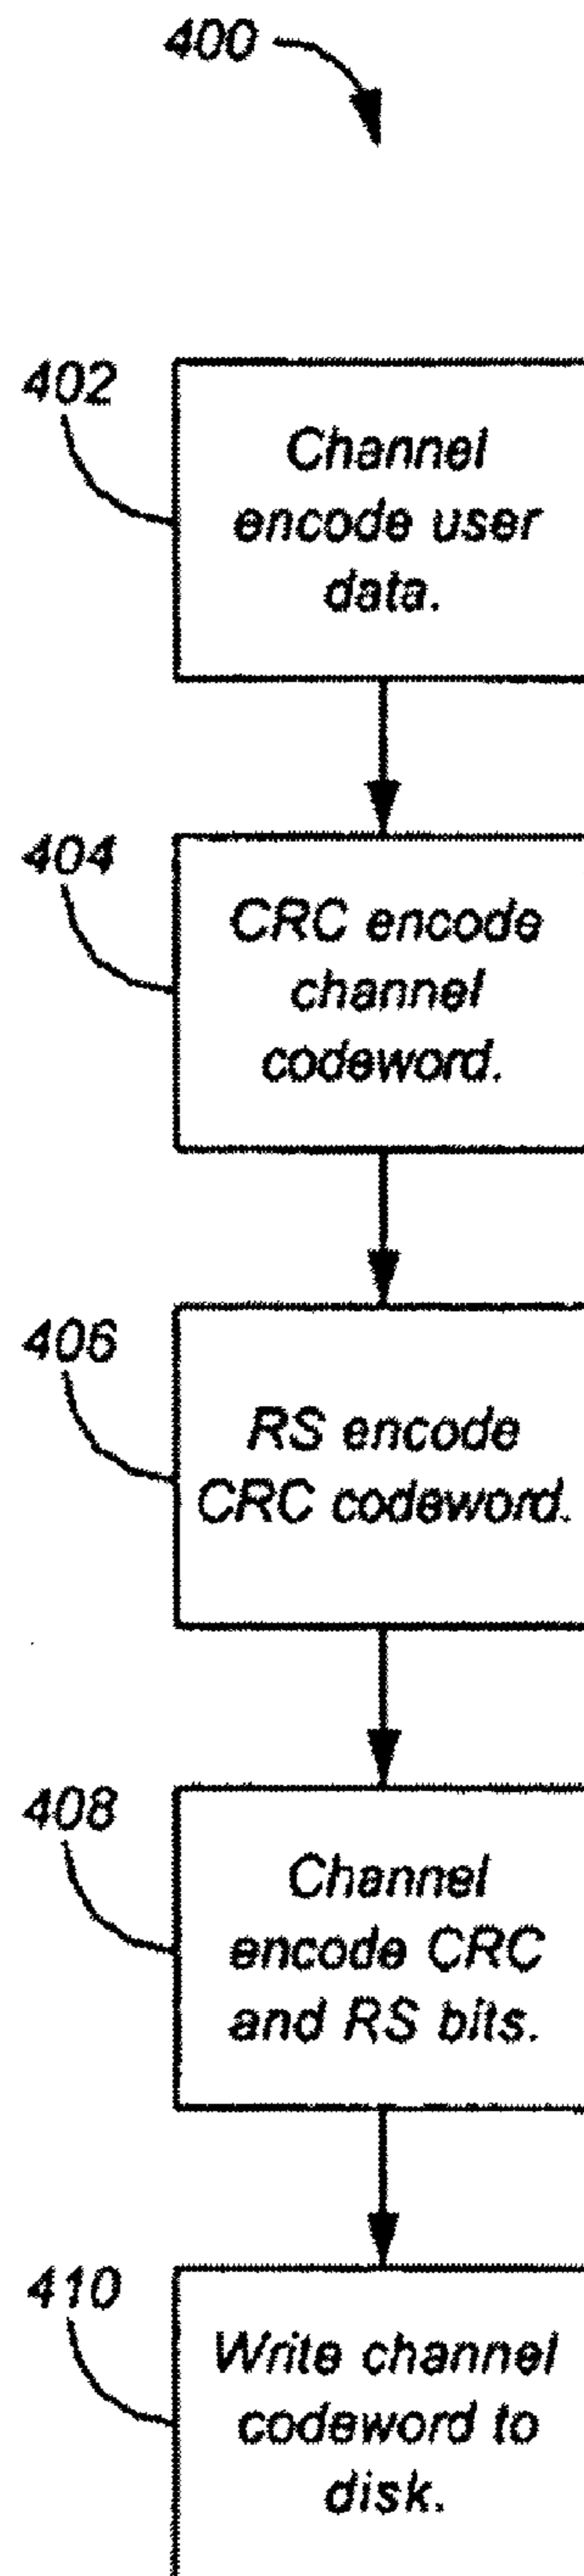 400
402
Channel
encode user
data.
404
CRC encode
channel
codeword.
406
RS encode
CRC codeword.
408
Channel
encode CRC
and RS bits.
410
Write channel
codeword to
disk.